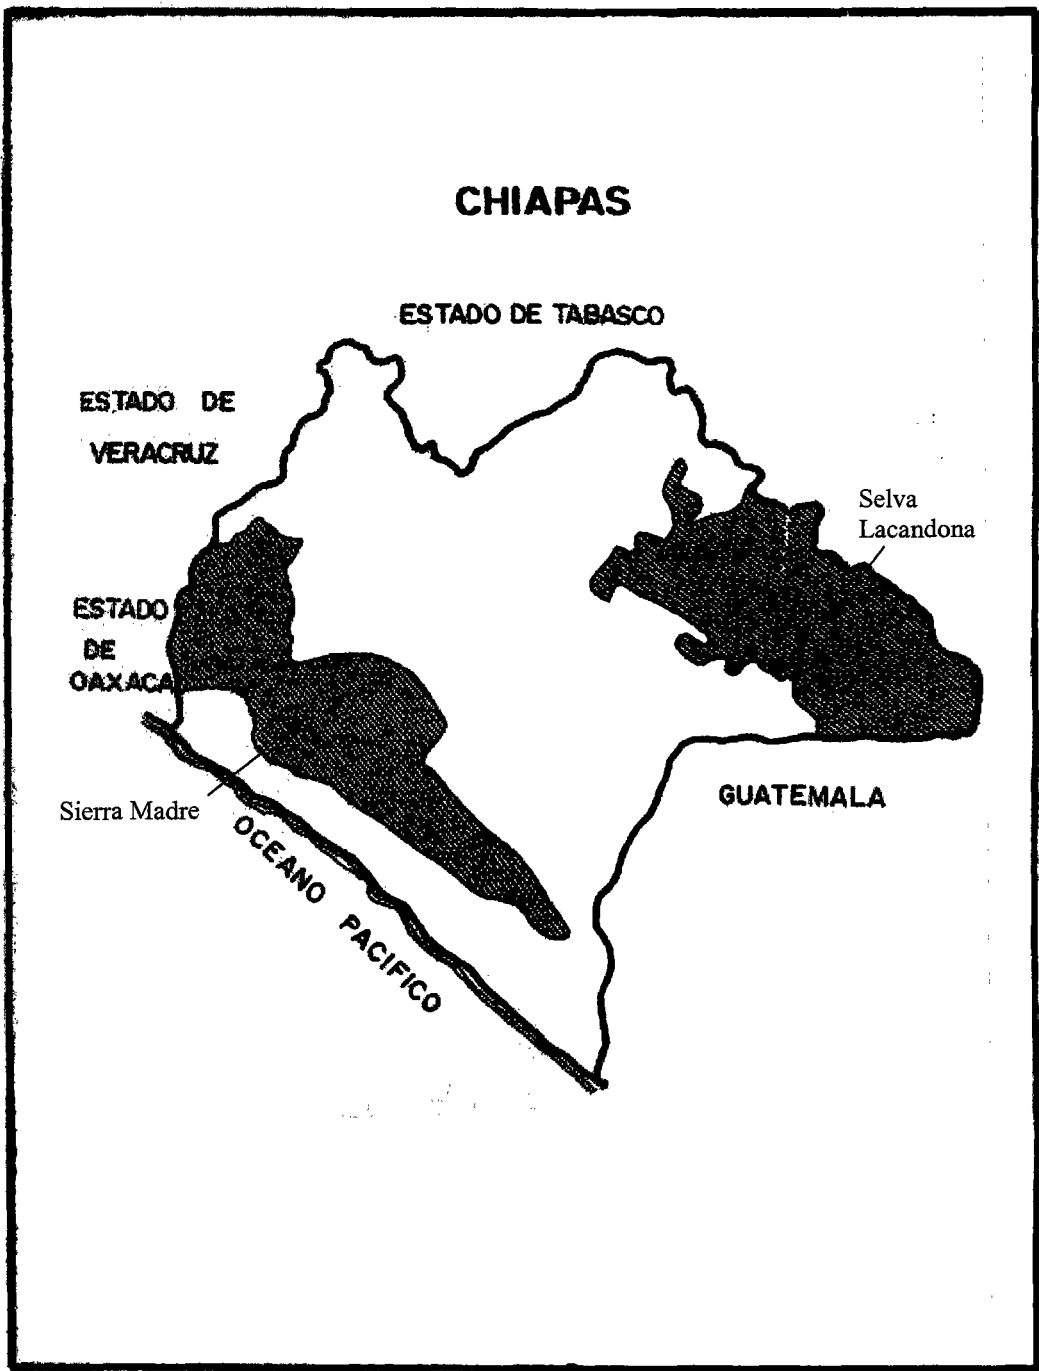 CHIAPAS
ESTADO DE TABASCO
ESTADO DE
VERACRUZ
Selva
Lacandona
ESTADO
DE
OAXACA
GUATEMALA
Sierra Madre
OCEANO PACIFICO